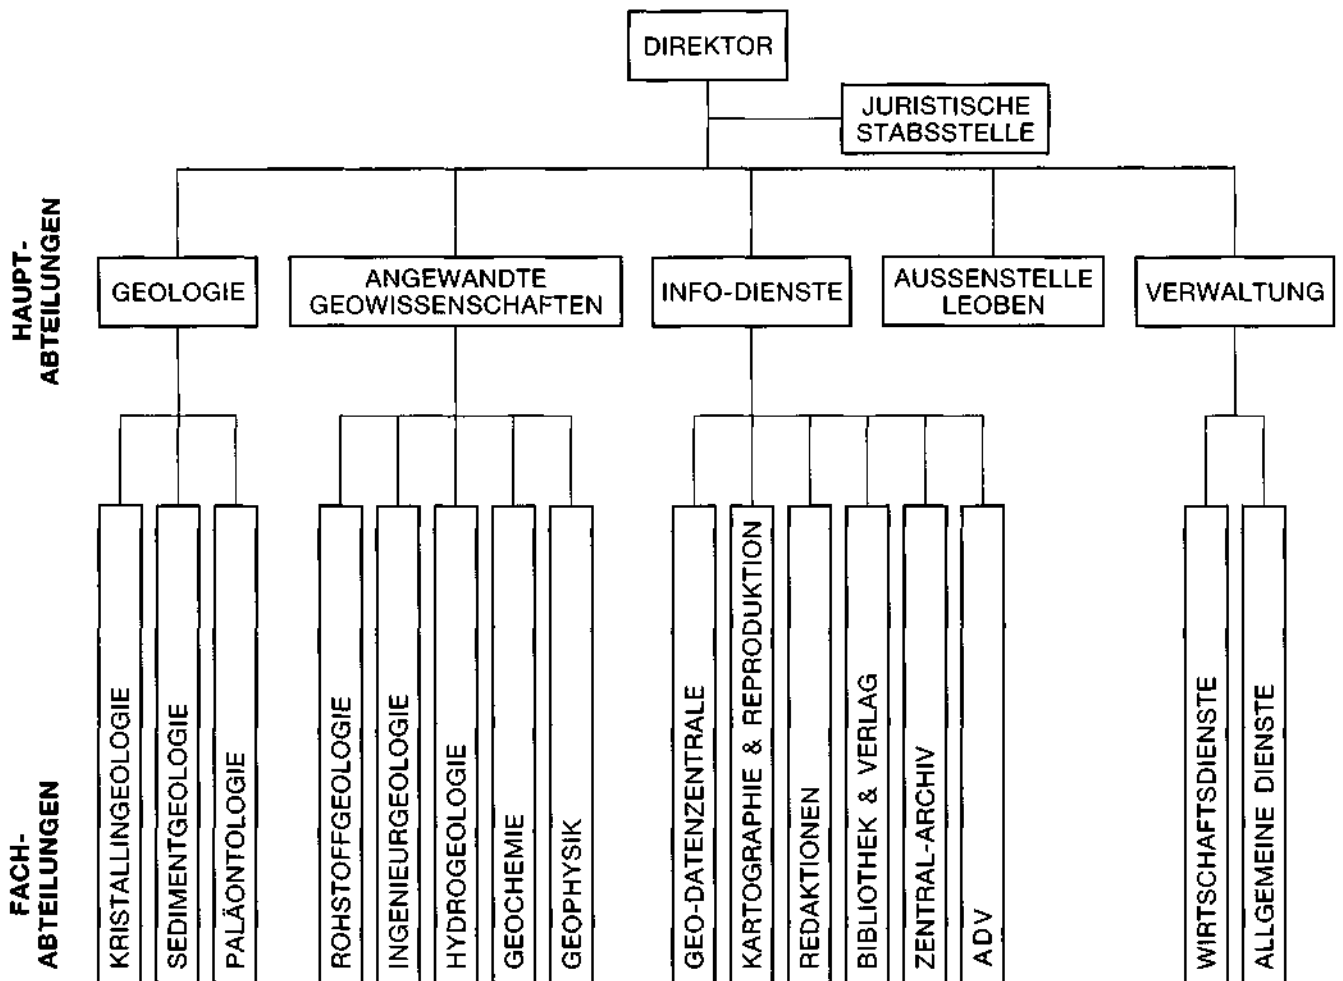 DIREKTOR
JURISTISCHE
STABSSTELLE
HAUPT-
ABTEILUNGEN
GEOLOGIE
ANGEWANDTE
GEOWISSENSCHAFTEN
INFO-DIENSTE
AUSSENSTELLE
LEOBEN
VERWALTUNG
FACH-
ABTEILUNGEN
KRISTALLINGEOLOGIE
SEDIMENTGEOLOGIE
PALÄONTOLOGIE
ROHSTOFFGEOLOGIE
INGENIEURGEOLOGIE
HYDROGEOLOGIE
GEOCHEMIE
GEOPHYSIK
GEO-DATENZENTRALE
KARTOGRAPHIE & REPRODUKTION
REDAKTIONEN
BIBLIOTHEK & VERLAG
ZENTRAL-ARCHIV
ADV
WIRTSCHAFTSDIENSTE
ALLGEMEINE DIENSTE